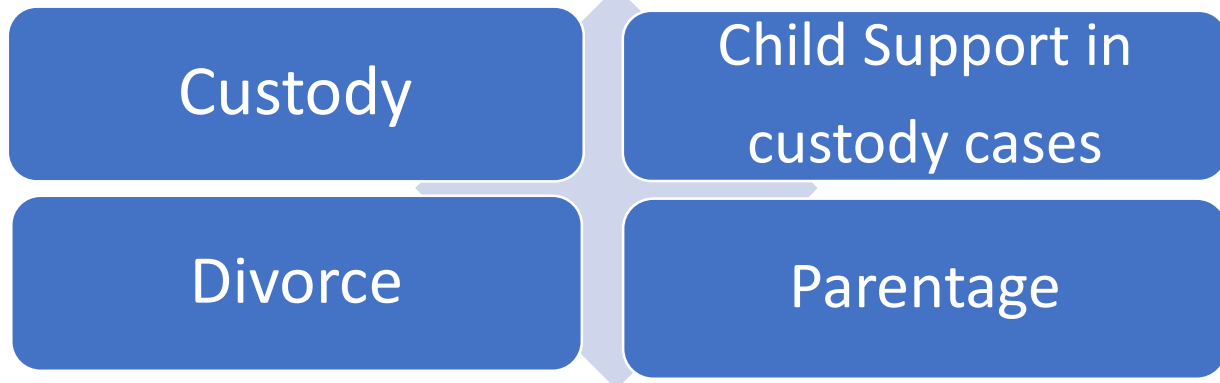 Custody
Child Support in
custody cases
Divorce
Parentage